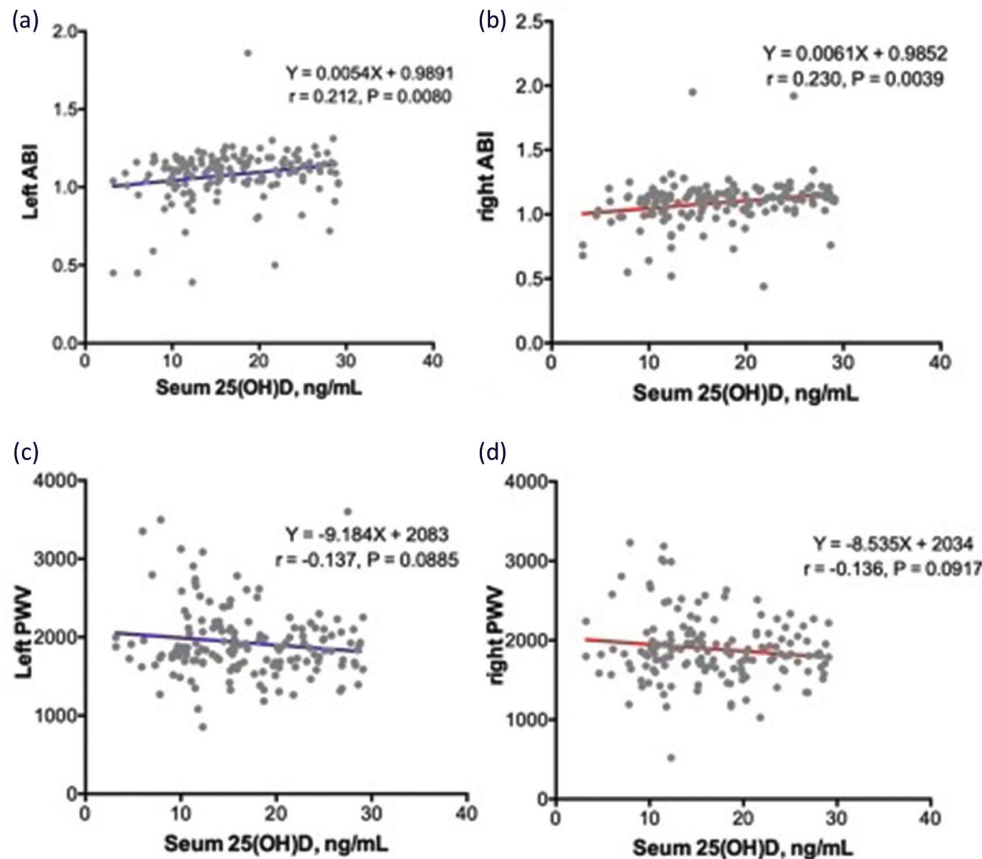 (a)
2.0
1.5
1.0
0.5
0.0
Left ABI
Y = 0.0054X + 0.9891
r = 0.212, P = 0.0080
0 10 20 30 40
Seum 25(OH)D, ng/mL
(b)
2.5
2.0
1.5
1.0
0.5
0.0
right ABI
Y = 0.0061X + 0.9852
r = 0.230, P = 0.0039
0 10 20 30 40
Seum 25(OH)D, ng/mL
(c)
4000
3000
2000
1000
0
Left PWV
Y = -9.184X + 2083
r = -0.137, P = 0.0885
0 10 20 30 40
Seum 25(OH)D, ng/mL
(d)
4000
3000
2000
1000
0
right PWV
Y = -8.535X + 2034
r = -0.136, P = 0.0917
0 10 20 30 40
Seum 25(OH)D, ng/mL